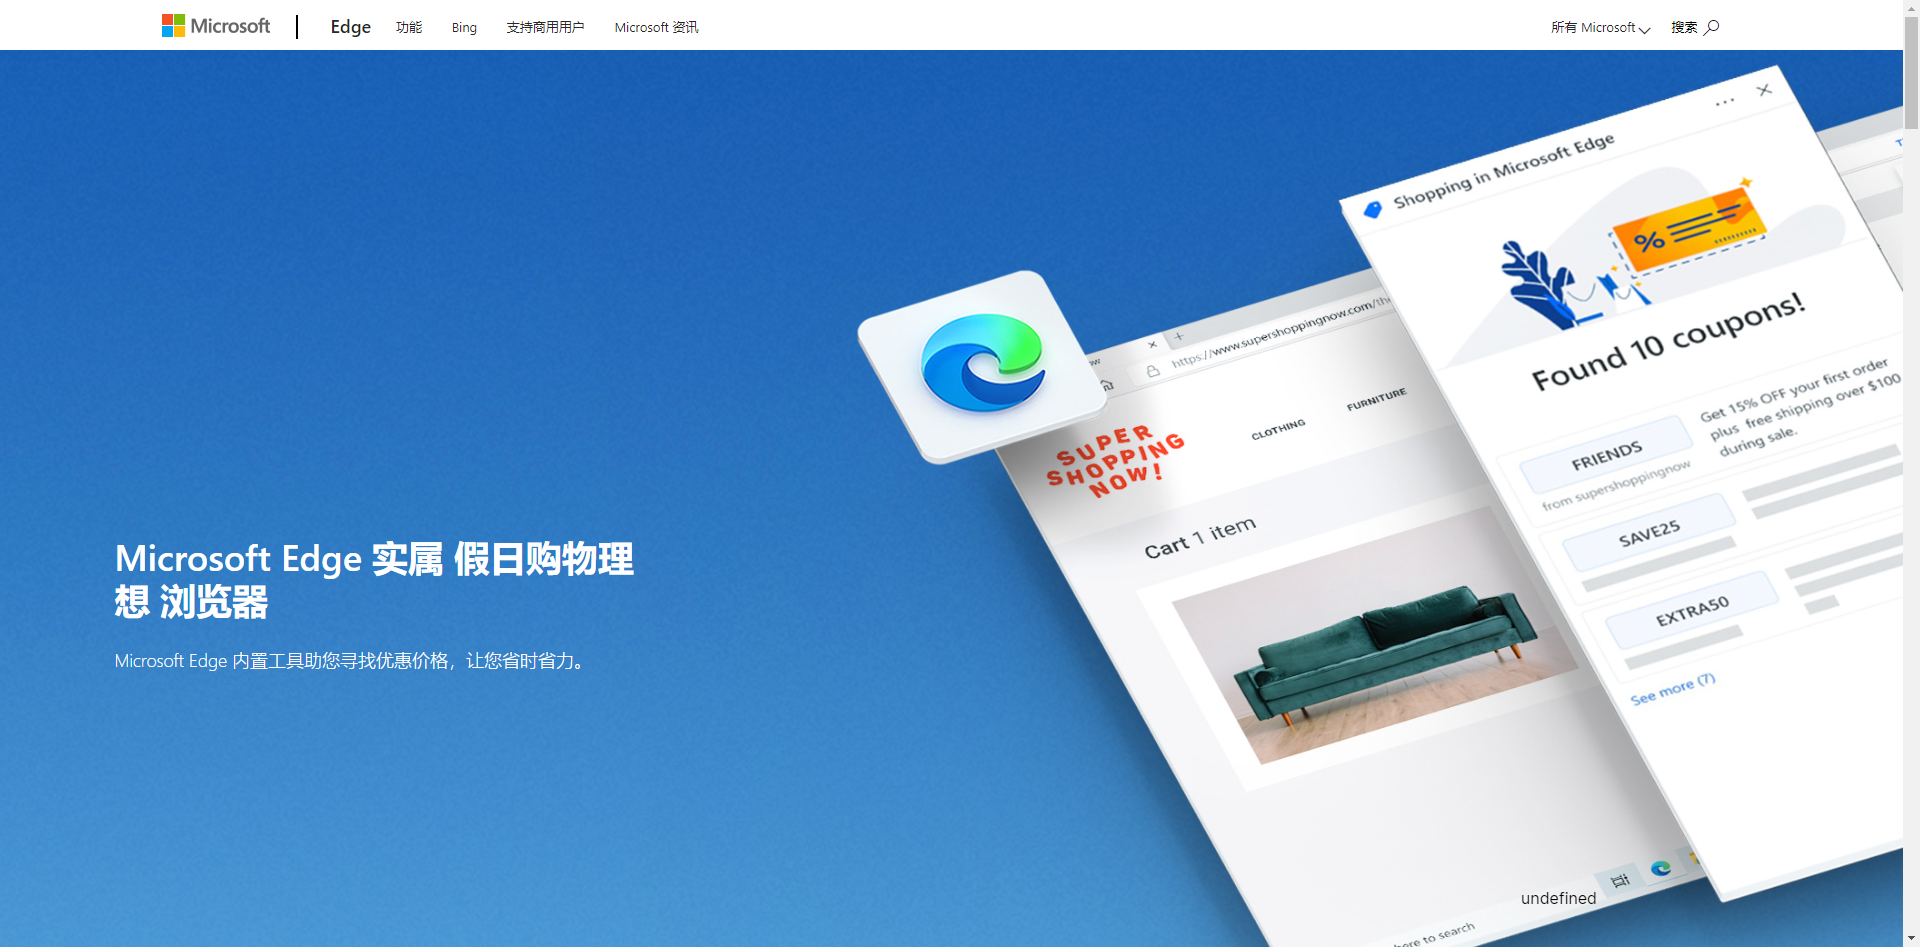 Microsoft
Edge
功能
Bing
支持商用用户
Microsoft 资讯
所有 Microsoft
搜索
Shopping in Microsoft Edge
Found 10 coupons!
Get 15% OFF your first order
plus free shipping over $100
during sale.
FRIENDS
from supershoppingnow
SAVE25
EXTRA50
See more (7)
https://www.supershoppingnow.com/the
SUPER
SHOPPING
NOW!
CLOTHING
FURNITURE
Cart 1 item
Microsoft Edge 实属 假日购物理
想 浏览器
Microsoft Edge 内置工具助您寻找优惠价格，让您省时省力。
undefined
here to search